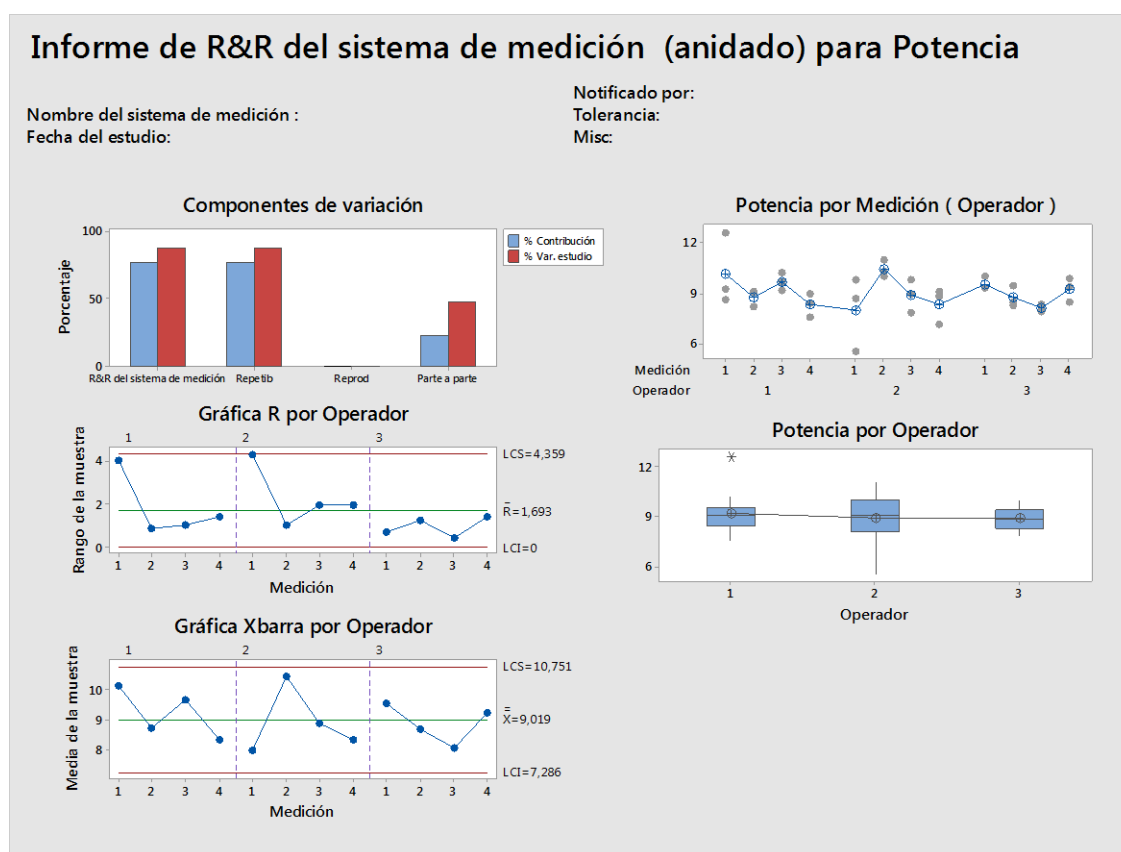 Informe de R&R del sistema de medición (anidado) para Potencia
Nombre del sistema de medición :
Fecha del estudio:
Notificado por:
Tolerancia:
Misc:
Componentes de variación
Porcentaje
100
50
0
R&R del sistema de medición Repetib Reprod Parte a parte
% Contribución
% Var. estudio
Gráfica R por Operador
1 2 3
Rango de la muestra
4
2
0
LCS=4,359
R̄=1,693
LCI=0
1 2 3 4 1 2 3 4 1 2 3 4
Medición
Gráfica Xbarra por Operador
1 2 3
Media de la muestra
10
9
8
LCS=10,751
X̿=9,019
LCI=7,286
1 2 3 4 1 2 3 4 1 2 3 4
Medición
Potencia por Medición ( Operador )
12
9
6
Medición 1 2 3 4 1 2 3 4 1 2 3 4
Operador 1 2 3
Potencia por Operador
12
9
6
1 2 3
Operador